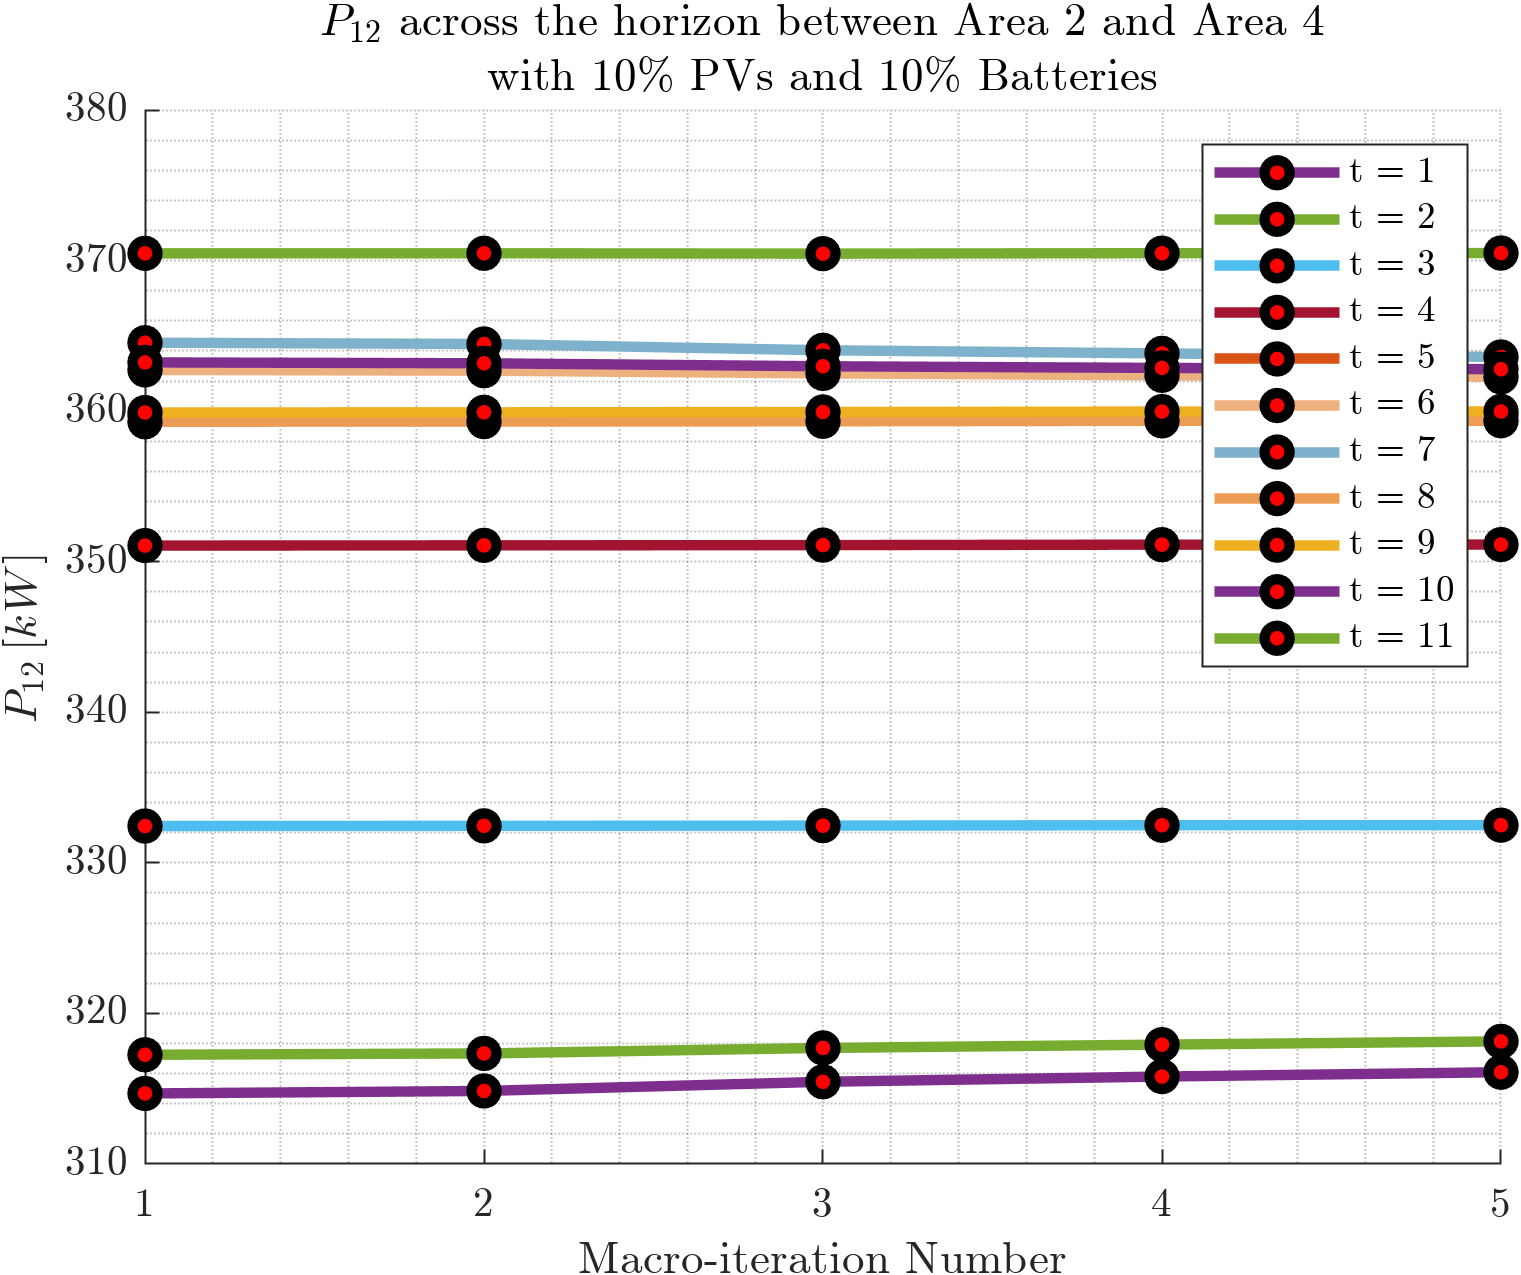 P12 across the horizon between Area 2 and Area 4
with 10% PVs and 10% Batteries
380
370
360
350
340
330
320
310
P12 [kW]
t = 1
t = 2
t = 3
t = 4
t = 5
t = 6
t = 7
t = 8
t = 9
t = 10
t = 11
1 2 3 4 5
Macro-iteration Number